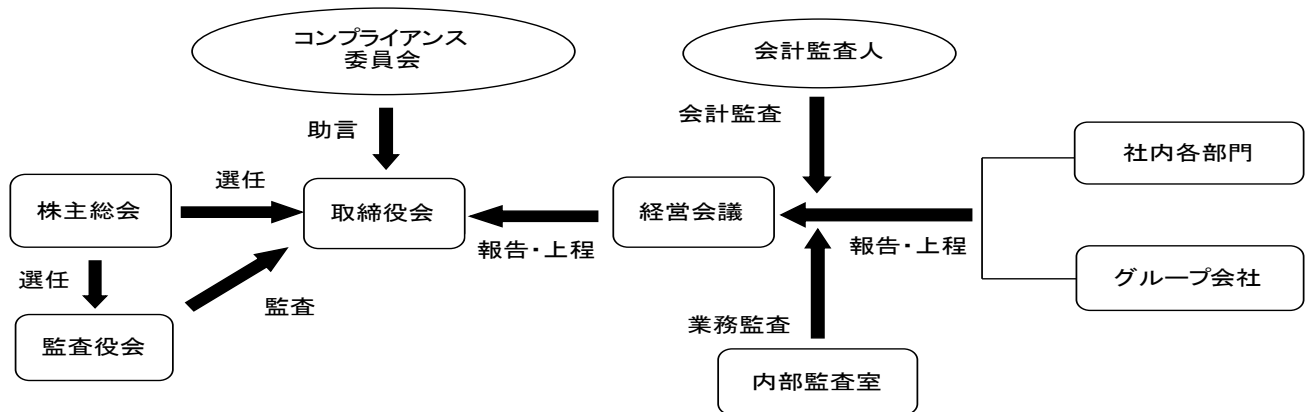 コンプライアンス
委員会
会計監査人
助言
会計監査
社内各部門
選任
株主総会
取締役会
経営会議
報告・上程
報告・上程
選任
監査
グループ会社
監査役会
業務監査
内部監査室